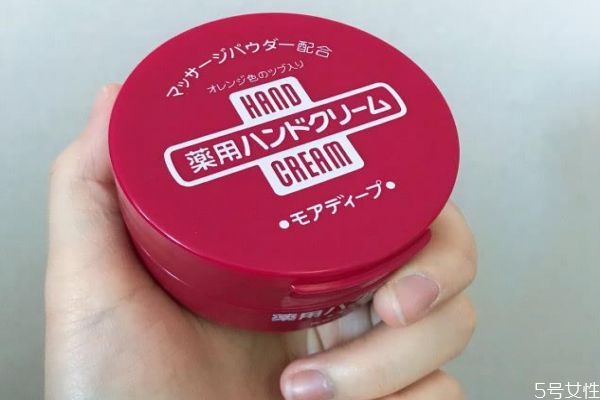 マッサージパウダー配合
オレンジ色のツブ入り
HAND
薬用ハンドクリーム
CREAM
•モアディープ•
薬用ハン
5号女性